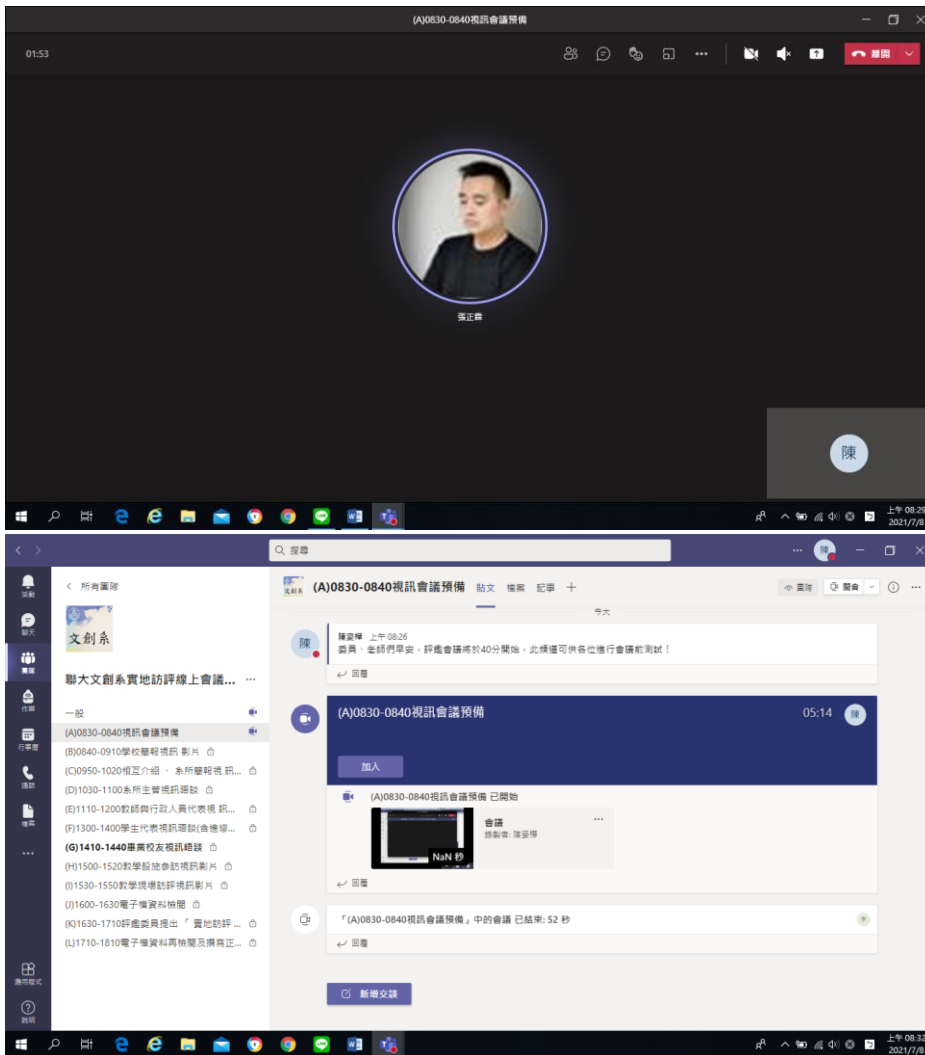 (A)0830-0840視訊會議預備
01:53
離開
張正霖
陳
上午 08:29
2021/7/8
搜尋
陳
活動
聊天
團隊
作業
行事曆
通話
檔案
應用程式
說明
所有團隊
文創系
聯大文創系實地訪評線上會議...
一般
(A)0830-0840視訊會議預備
(B)0840-0910學校簡報視訊 影片
(C)0950-1020相互介紹 、 系所簡報視 訊...
(D)1030-1100系所主管視訊晤談
(E)1110-1200教師與行政人員代表視 訊...
(F)1300-1400學生代表視訊晤談(含進修...
(G)1410-1440畢業校友視訊晤談
(H)1500-1520教學設施參訪視訊影片
(I)1530-1550教學現場訪評視訊影片
(J)1600-1630電子檔資料檢閱
(K)1630-1710評鑑委員提出 「 實地訪評 ...
(L)1710-1810電子檔資料再檢閱及撰寫正...
文創系
(A)0830-0840視訊會議預備 貼文 檔案 記事
團隊
開會
今天
陳
陳姿樺 上午 08:26
委員、老師們早安，評鑑會議將於40分開始，此頻道可供各位進行會議前測試！
回覆
(A)0830-0840視訊會議預備 05:14 陳
加入
(A)0830-0840視訊會議預備 已開始
會議
錄製者: 陳姿樺
NaN 秒
回覆
「(A)0830-0840視訊會議預備」中的會議 已結束: 52 秒
回覆
新增交談
上午 08:32
2021/7/8